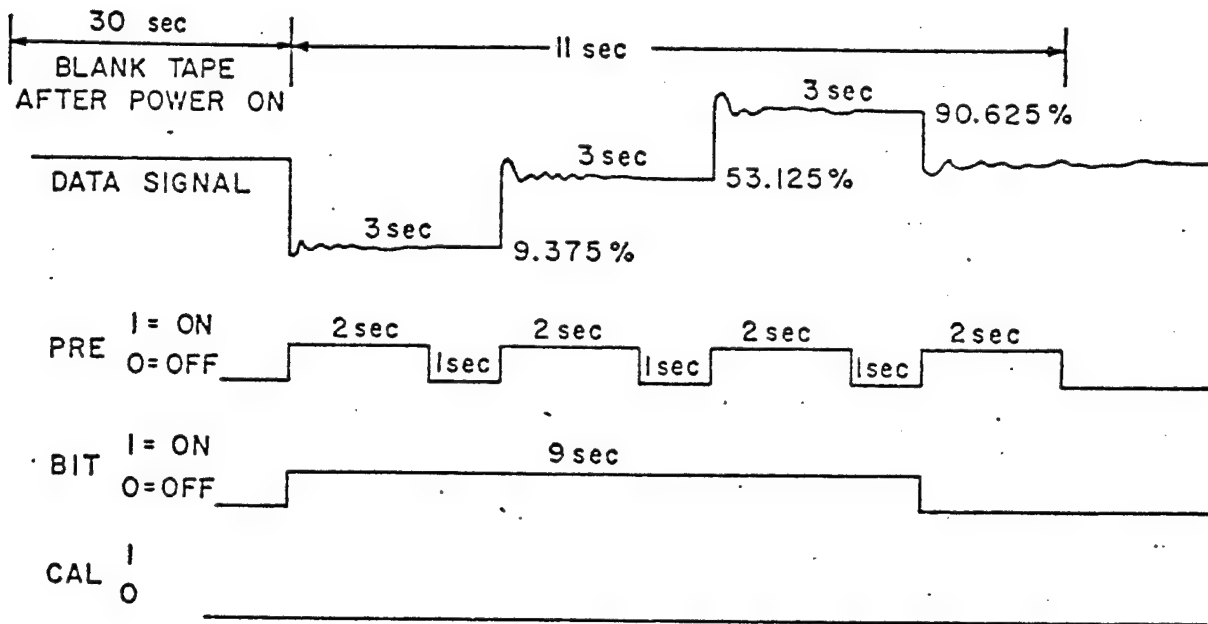 30 sec
11 sec
BLANK TAPE
AFTER POWER ON
3 sec
90.625%
3 sec
DATA SIGNAL
53.125%
3 sec
9.375%
1 = ON
2 sec 2 sec 2 sec 2 sec
PRE
0=OFF
1sec 1sec 1sec
1 = ON
9 sec
BIT
0=OFF
1
CAL
0